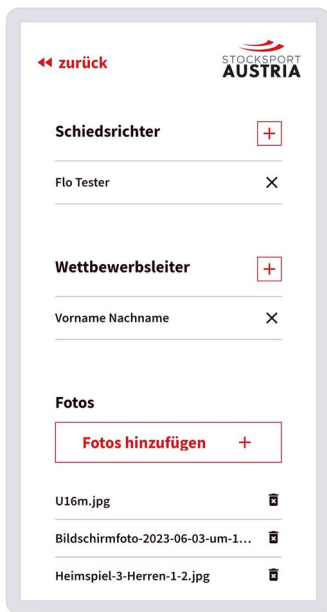 zurück
STOCKSPORT
AUSTRIA
Schiedsrichter
Flo Tester
Wettbewerbsleiter
Vorname Nachname
Fotos
Fotos hinzufügen +
U16m.jpg
Bildschirmfoto-2023-06-03-um-1...
Heimspiel-3-Herren-1-2.jpg